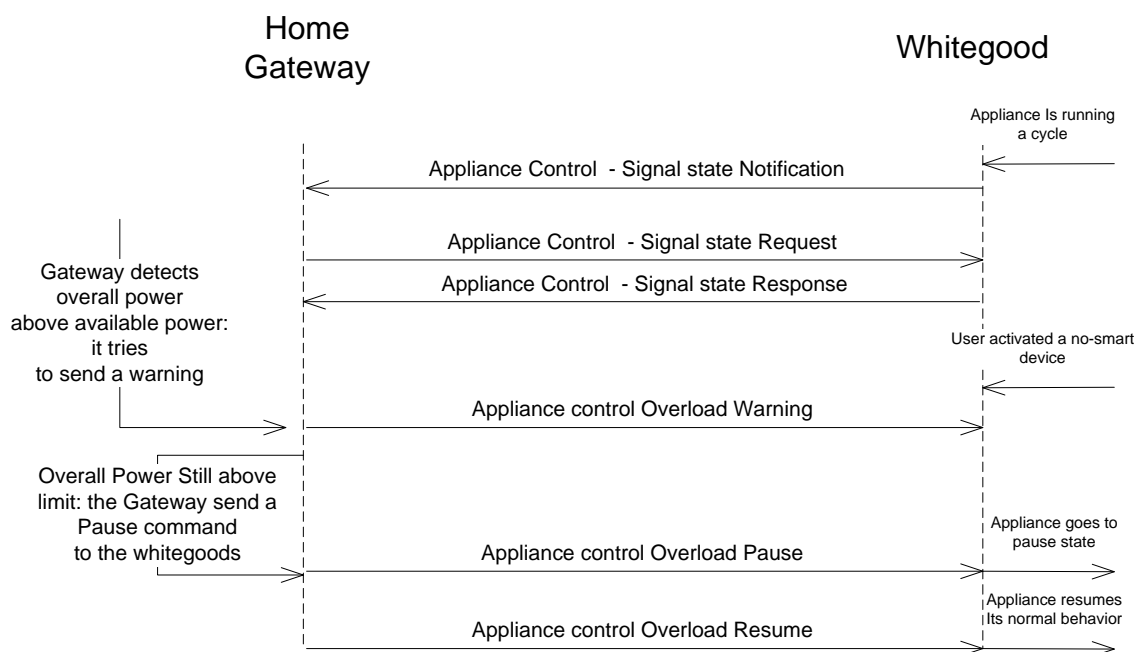 Home
Gateway
Whitegood
Appliance Is running
a cycle
Appliance Control - Signal state Notification
Appliance Control - Signal state Request
Gateway detects
overall power
above available power:
it tries
to send a warning
Appliance Control - Signal state Response
User activated a no-smart
device
Appliance control Overload Warning
Overall Power Still above
limit: the Gateway send a
Pause command
to the whitegoods
Appliance goes to
pause state
Appliance control Overload Pause
Appliance resumes
Its normal behavior
Appliance control Overload Resume